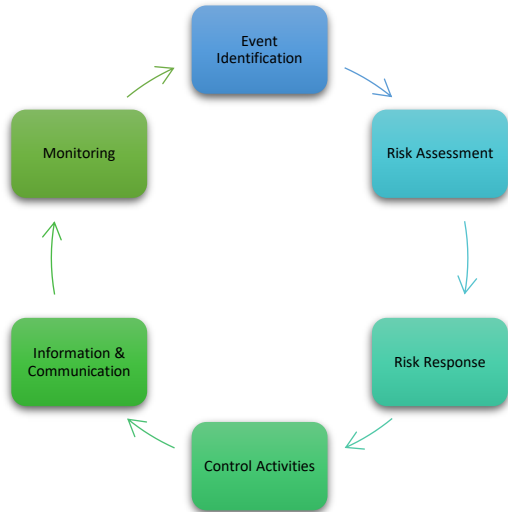 Event
Identification
Risk Assessment
Risk Response
Control Activities
Information &
Communication
Monitoring